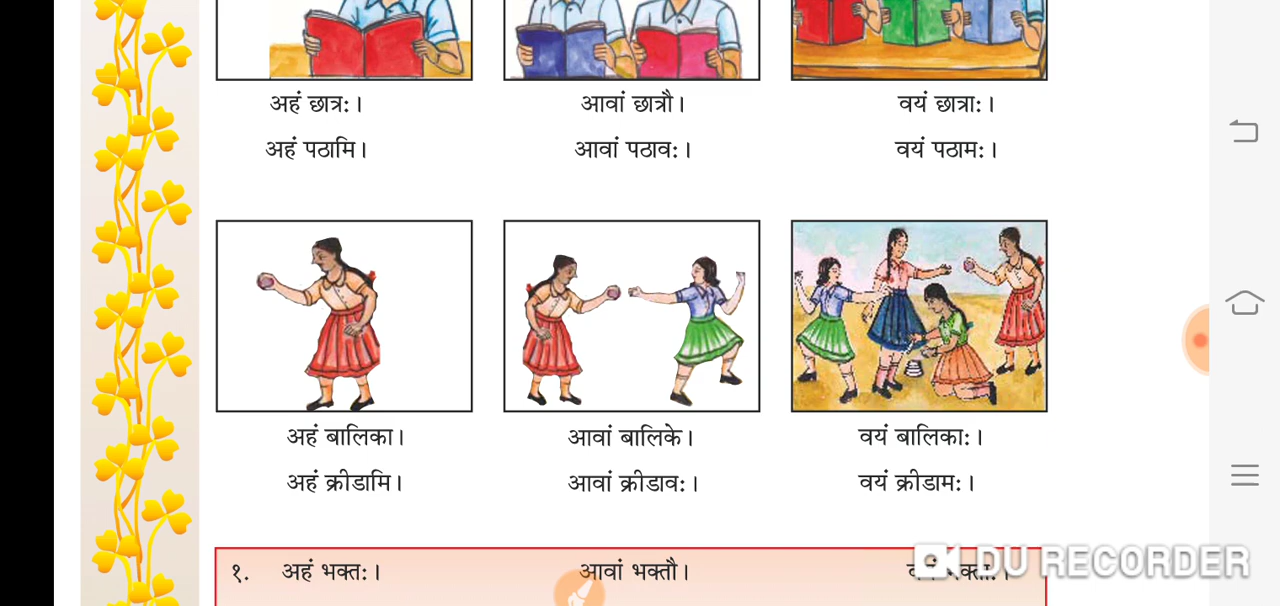 अहं छात्र:। आवां छात्रौ। वयं छात्रा:।
अहं पठामि। आवां पठाव:। वयं पठाम:।
अहं बालिका। आवां बालिके। वयं बालिका:।
अहं क्रीडामि। आवां क्रीडाव:। वयं क्रीडाम:।
१. अहं भक्त:। आवां भक्तौ।
DU RECORDER